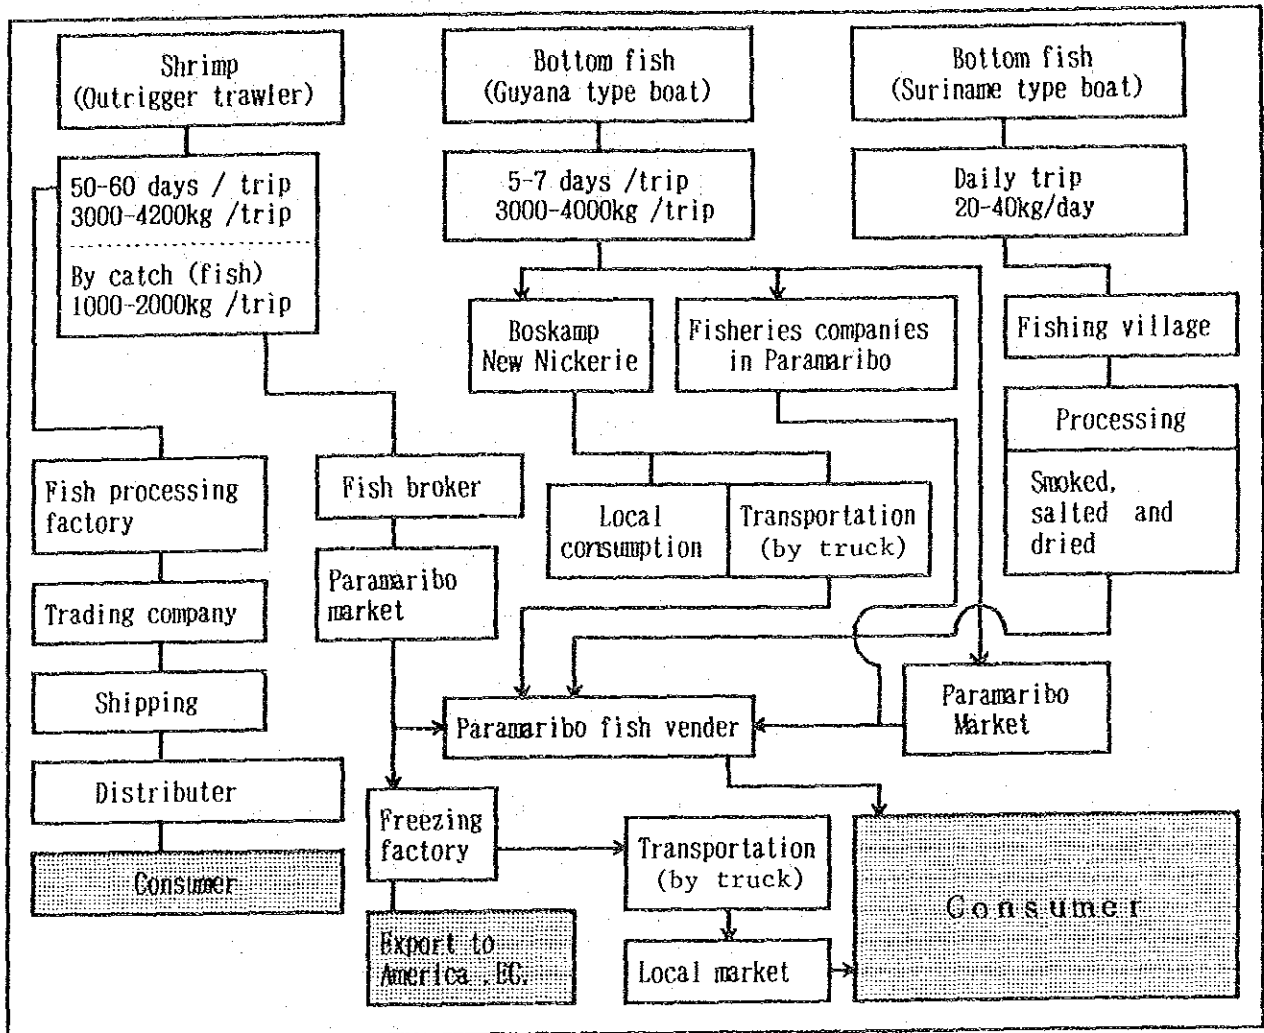 Shrimp
(Outrigger trawler)
Bottom fish
(Guyana type boat)
Bottom fish
(Suriname type boat)
50-60 days / trip
3000-4200kg /trip
By catch (fish)
1000-2000kg /trip
5-7 days /trip
3000-4000kg /trip
Daily trip
20-40kg/day
Boskamp
New Nickerie
Fisheries companies
in Paramaribo
Fishing village
Processing
Smoked,
salted and
dried
Fish processing
factory
Fish broker
Local
consumption
Transportation
(by truck)
Trading company
Paramaribo
market
Shipping
Paramaribo fish vender
Paramaribo
Market
Distributer
Freezing
factory
Transportation
(by truck)
Consumer
Consumer
Export to
America ,EC,
Local market